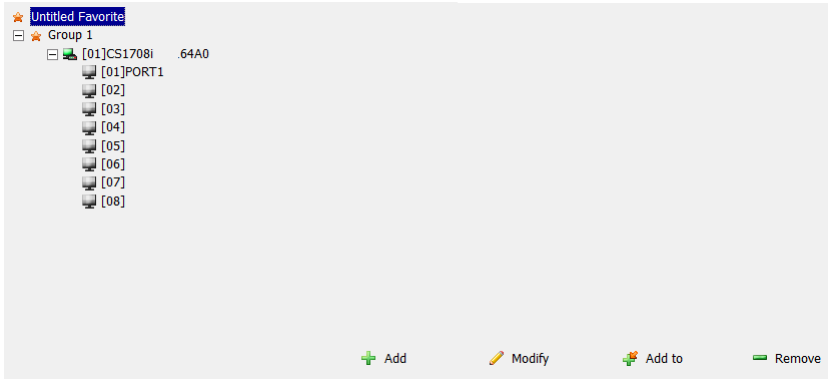 Untitled Favorite
Group 1
[01]CS1708i .64A0
[01]PORT1
[02]
[03]
[04]
[05]
[06]
[07]
[08]
Add Modify Add to Remove